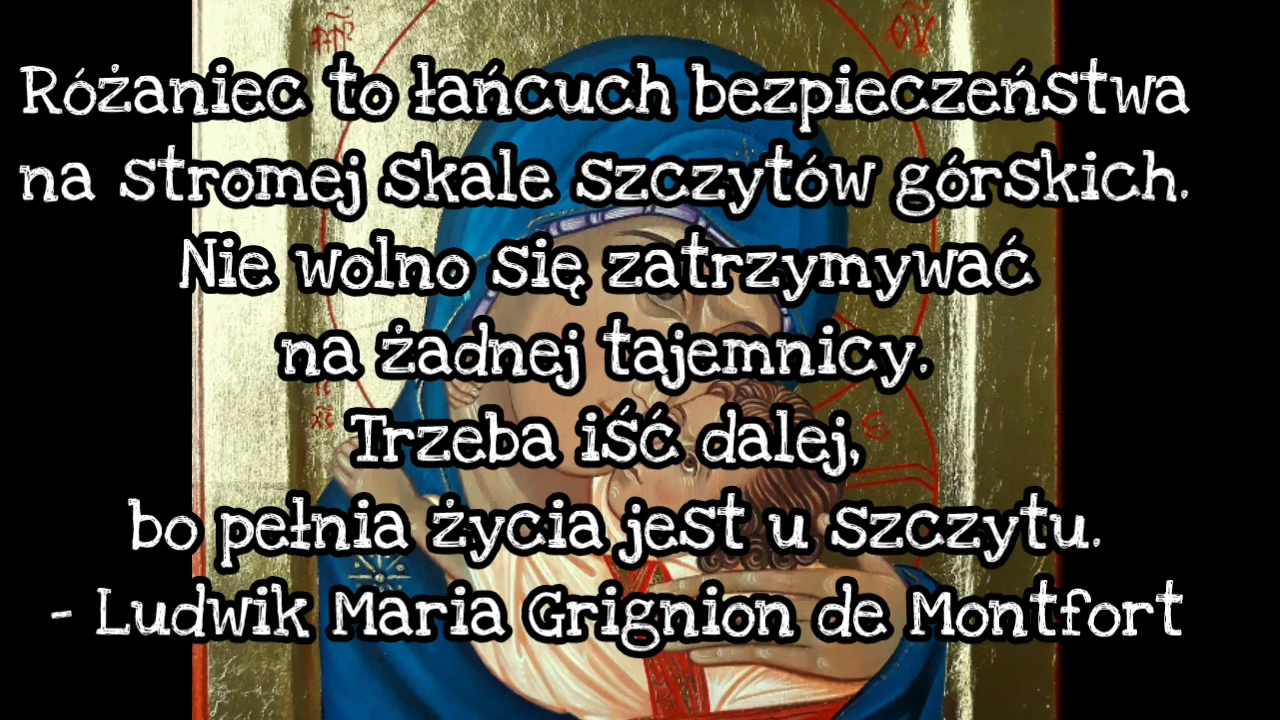 Różaniec to łańcuch bezpieczeństwa
na stromej skale szczytów górskich.
Nie wolno się zatrzymywać
na żadnej tajemnicy.
Trzeba iść dalej,
bo pełnia życia jest u szczytu.
- Ludwik Maria Grignion de Montfort